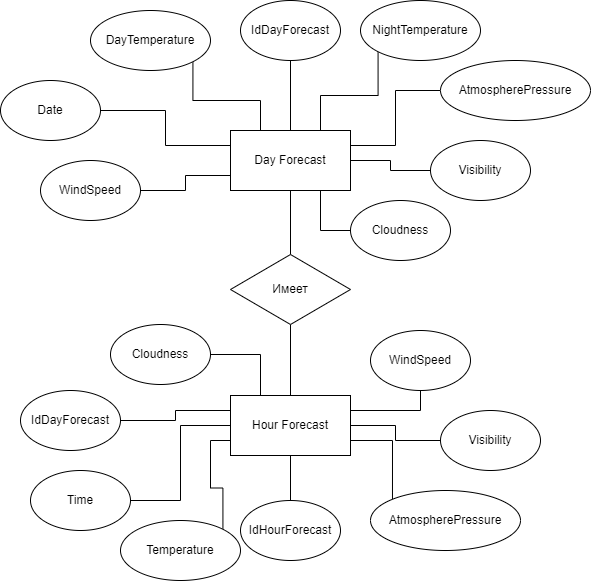 IdDayForecast
NightTemperature
DayTemperature
AtmospherePressure
Date
Day Forecast
Visibility
WindSpeed
Cloudness
Имеет
Cloudness
WindSpeed
IdDayForecast
Hour Forecast
Visibility
Time
AtmospherePressure
IdHourForecast
Temperature